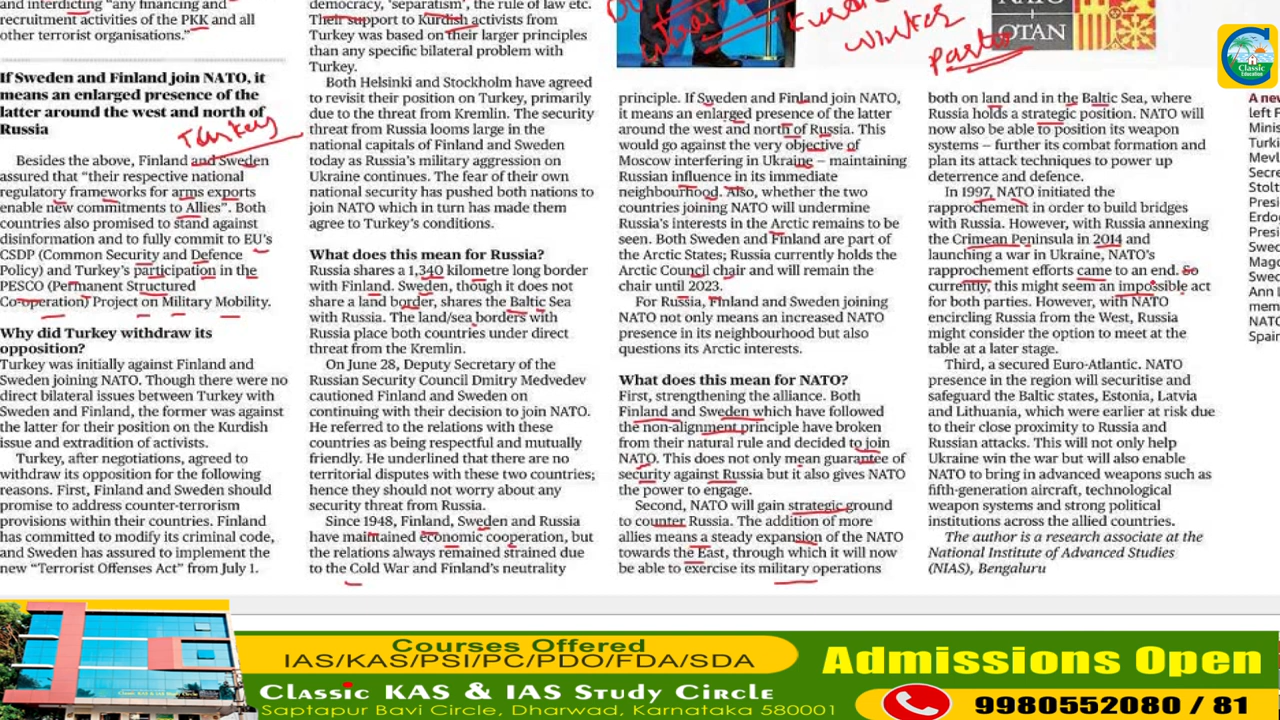 and interdicting "any financing and
recruitment activities of the PKK and all
other terrorist organisations."
If Sweden and Finland join NATO, it
means an enlarged presence of the
latter around the west and north of
Russia
Turkey
Besides the above, Finland and Sweden
assured that "their respective national
regulatory frameworks for arms exports
enable new commitments to Allies". Both
countries also promised to stand against
disinformation and to fully commit to EU's
CSDP (Common Security and Defence
Policy) and Turkey's participation in the
PESCO (Permanent Structured
Co-operation) Project on Military Mobility.
Why did Turkey withdraw its
opposition?
Turkey was initially against Finland and
Sweden joining NATO. Though there were no
direct bilateral issues between Turkey with
Sweden and Finland, the former was against
the latter for their position on the Kurdish
issue and extradition of activists.
Turkey, after negotiations, agreed to
withdraw its opposition for the following
reasons. First, Finland and Sweden should
promise to address counter-terrorism
provisions within their countries. Finland
has committed to modify its criminal code,
and Sweden has assured to implement the
new "Terrorist Offenses Act" from July 1.
democracy, 'separatism', the rule of law etc.
Their support to Kurdish activists from
Turkey was based on their larger principles
than any specific bilateral problem with
Turkey.
Both Helsinki and Stockholm have agreed
to revisit their position on Turkey, primarily
due to the threat from Kremlin. The security
threat from Russia looms large in the
national capitals of Finland and Sweden
today as Russia's military aggression on
Ukraine continues. The fear of their own
national security has pushed both nations to
join NATO which in turn has made them
agree to Turkey's conditions.
What does this mean for Russia?
Russia shares a 1,340 kilometre long border
with Finland. Sweden, though it does not
share a land border, shares the Baltic Sea
with Russia. The land/sea borders with
Russia place both countries under direct
threat from the Kremlin.
On June 28, Deputy Secretary of the
Russian Security Council Dmitry Medvedev
cautioned Finland and Sweden on
continuing with their decision to join NATO.
He referred to the relations with these
countries as being respectful and mutually
friendly. He underlined that there are no
territorial disputes with these two countries;
hence they should not worry about any
security threat from Russia.
Since 1948, Finland, Sweden and Russia
have maintained economic cooperation, but
the relations always remained strained due
to the Cold War and Finland's neutrality
principle. If Sweden and Finland join NATO,
it means an enlarged presence of the latter
around the west and north of Russia. This
would go against the very objective of
Moscow interfering in Ukraine – maintaining
Russian influence in its immediate
neighbourhood. Also, whether the two
countries joining NATO will undermine
Russia's interests in the Arctic remains to be
seen. Both Sweden and Finland are part of
the Arctic States; Russia currently holds the
Arctic Council chair and will remain the
chair until 2023.
For Russia, Finland and Sweden joining
NATO not only means an increased NATO
presence in its neighbourhood but also
questions its Arctic interests.
What does this mean for NATO?
First, strengthening the alliance. Both
Finland and Sweden which have followed
the non-alignment principle have broken
from their natural rule and decided to join
NATO. This does not only mean guarantee of
security against Russia but it also gives NATO
the power to engage.
Second, NATO will gain strategic ground
to counter Russia. The addition of more
allies means a steady expansion of the NATO
towards the East, through which it will now
be able to exercise its military operations
NATO
OTAN
both on land and in the Baltic Sea, where
Russia holds a strategic position. NATO will
now also be able to position its weapon
systems – further its combat formation and
plan its attack techniques to power up
deterrence and defence.
In 1997, NATO initiated the
rapprochement in order to build bridges
with Russia. However, with Russia annexing
the Crimean Peninsula in 2014 and
launching a war in Ukraine, NATO's
rapprochement efforts came to an end. So
currently, this might seem an impossible act
for both parties. However, with NATO
encircling Russia from the West, Russia
might consider the option to meet at the
table at a later stage.
Third, a secured Euro-Atlantic. NATO
presence in the region will securitise and
safeguard the Baltic states, Estonia, Latvia
and Lithuania, which were earlier at risk due
to their close proximity to Russia and
Russian attacks. This will not only help
Ukraine win the war but will also enable
NATO to bring in advanced weapons such as
fifth-generation aircraft, technological
weapon systems and strong political
institutions across the allied countries.
The author is a research associate at the
National Institute of Advanced Studies
(NIAS), Bengaluru
A new
left F
Minist
Turki
Mevl
Secre
Stolt
Presi
Erdo
Presi
Swed
Magd
Swed
Ann L
mem
NATO
Spain
Classic
Education
Courses Offered
IAS/KAS/PSI/PC/PDO/FDA/SDA
Classic KAS & IAS Study Circle
Saptapur Bavi Circle, Dharwad, Karnataka 580001
Admissions Open
9980552080 / 81